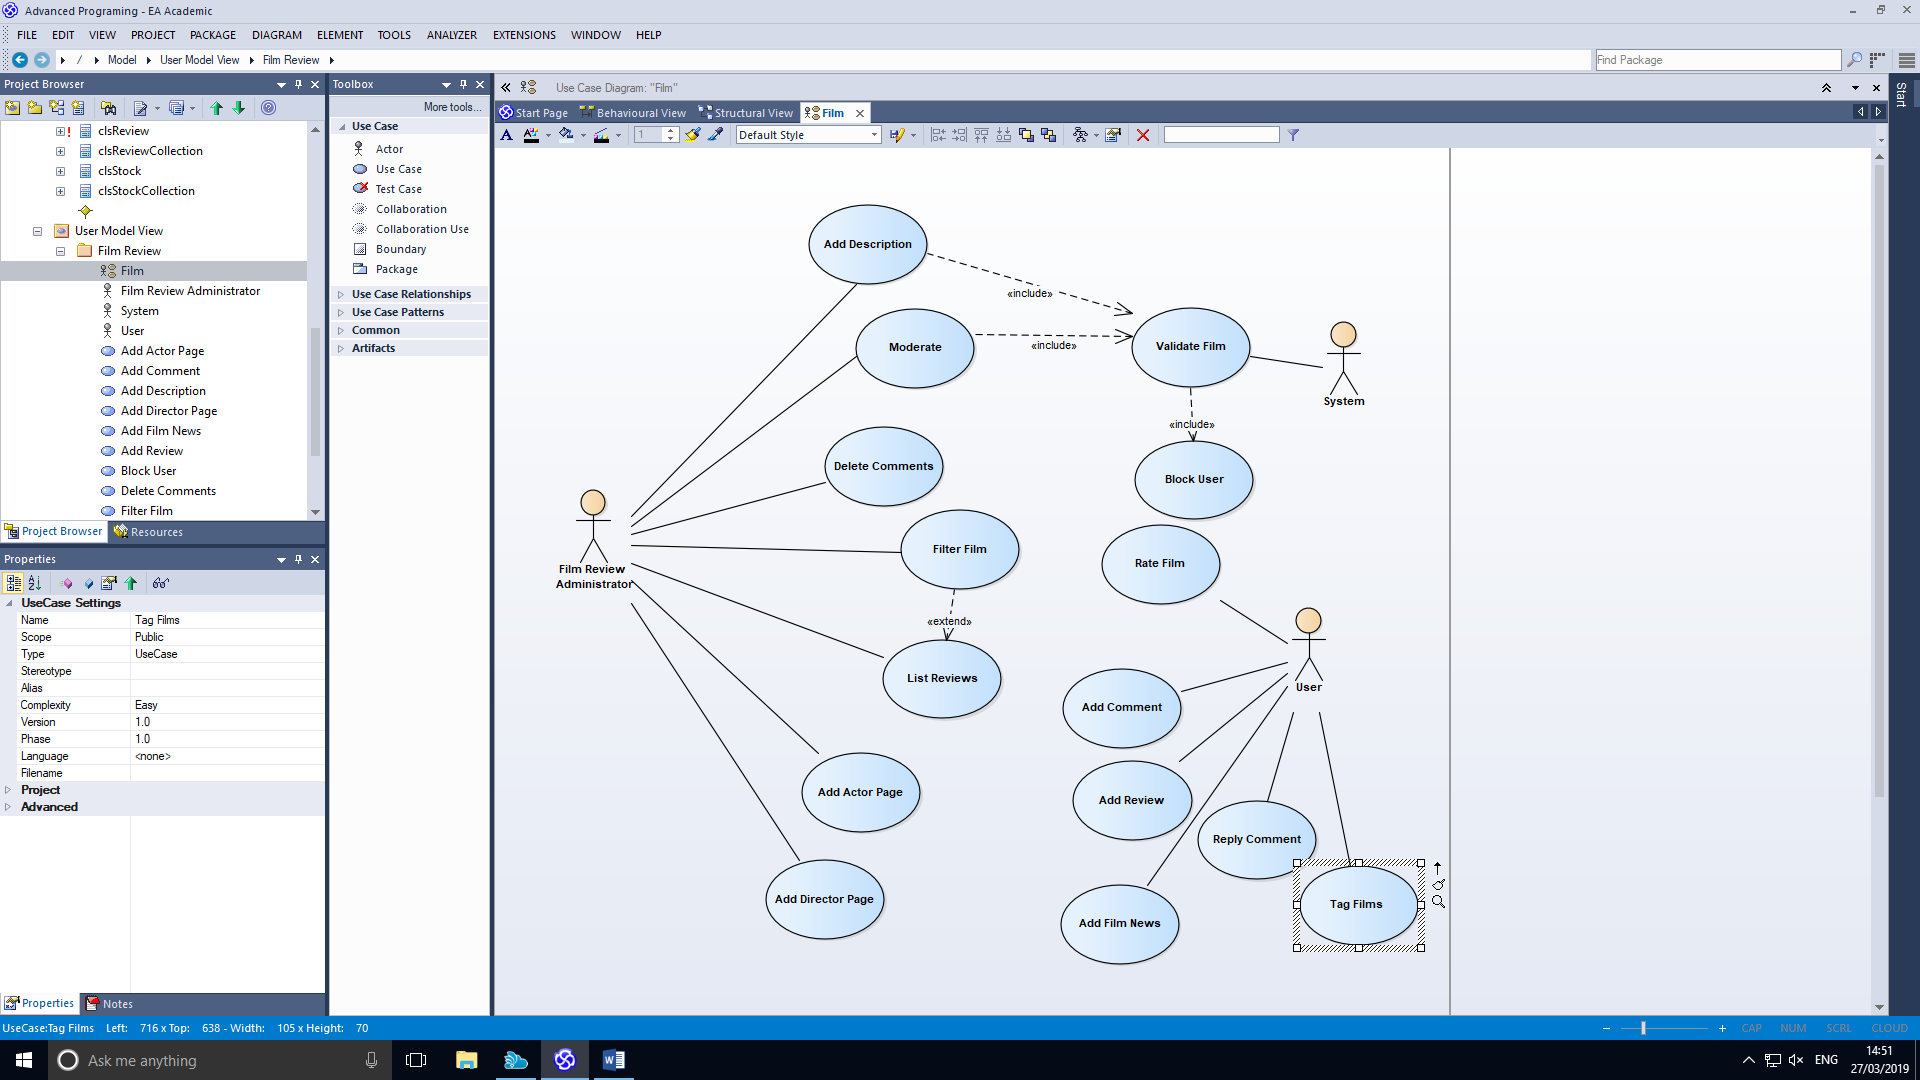 Advanced Programing - EA Academic
FILE EDIT VIEW PROJECT PACKAGE DIAGRAM ELEMENT TOOLS ANALYZER EXTENSIONS WINDOW HELP
/ Model User Model View Film Review
Find Package
Project Browser
clsReview
clsReviewCollection
clsStock
clsStockCollection
User Model View
Film Review
Film
Film Review Administrator
System
User
Add Actor Page
Add Comment
Add Description
Add Director Page
Add Film News
Add Review
Block User
Delete Comments
Filter Film
Project Browser Resources
Properties
UseCase Settings
Name Tag Films
Scope Public
Type UseCase
Stereotype
Alias
Complexity Easy
Version 1.0
Phase 1.0
Language <none>
Filename
Project
Advanced
Properties Notes
Toolbox
More tools...
Use Case
Actor
Use Case
Test Case
Collaboration
Collaboration Use
Boundary
Package
Use Case Relationships
Use Case Patterns
Common
Artifacts
Use Case Diagram: "Film"
Start Page Behavioural View Structural View Film
A A 1 Default Style
Start
Add Description
«include»
Moderate
«include»
Validate Film
System
«include»
Delete Comments
Block User
Filter Film
Rate Film
Film Review
Administrator
«extend»
List Reviews
User
Add Comment
Add Actor Page
Add Review
Reply Comment
Add Director Page
Tag Films
Add Film News
UseCase:Tag Films Left: 716 x Top: 638 - Width: 105 x Height: 70
CAP NUM SCRL CLOUD
Ask me anything
ENG
14:51
27/03/2019